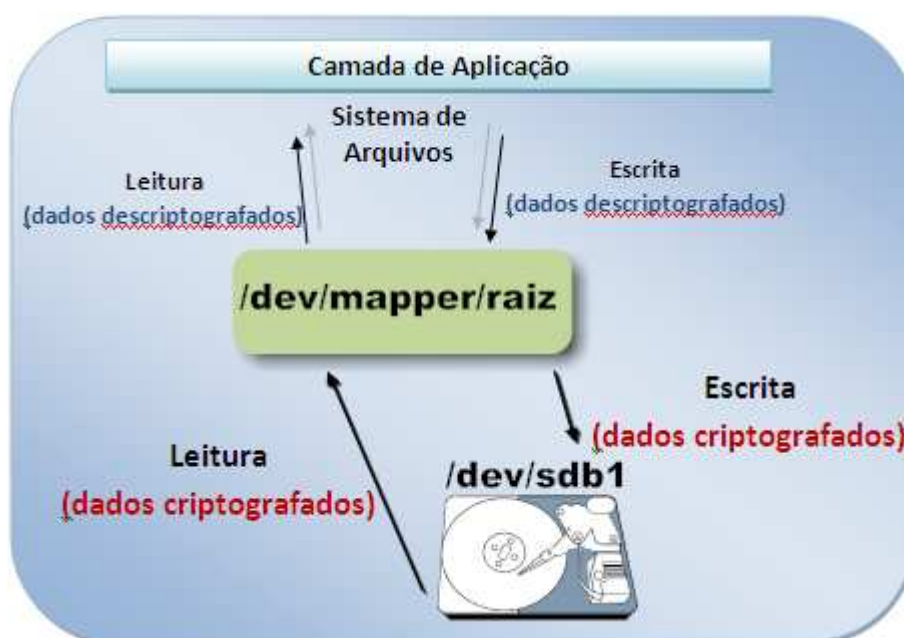 Camada de Aplicação
Sistema de
Arquivos
Leitura
(dados descriptografados)
Escrita
(dados descriptografados)
/dev/mapper/raiz
Escrita
(dados criptografados)
Leitura
(dados criptografados)
/dev/sdb1